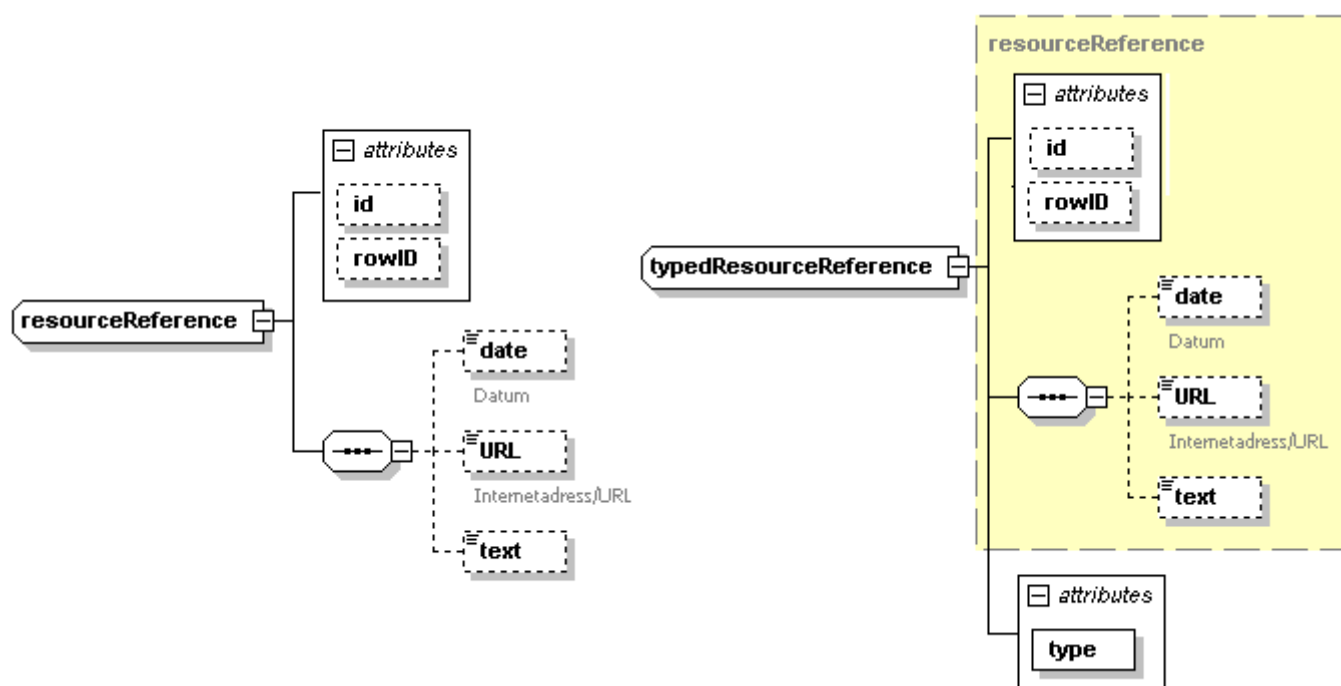 attributes
id
rowID
resourceReference
date
Datum
URL
Internetadress/URL
text
resourceReference
attributes
id
rowID
typedResourceReference
date
Datum
URL
Internetadress/URL
text
attributes
type